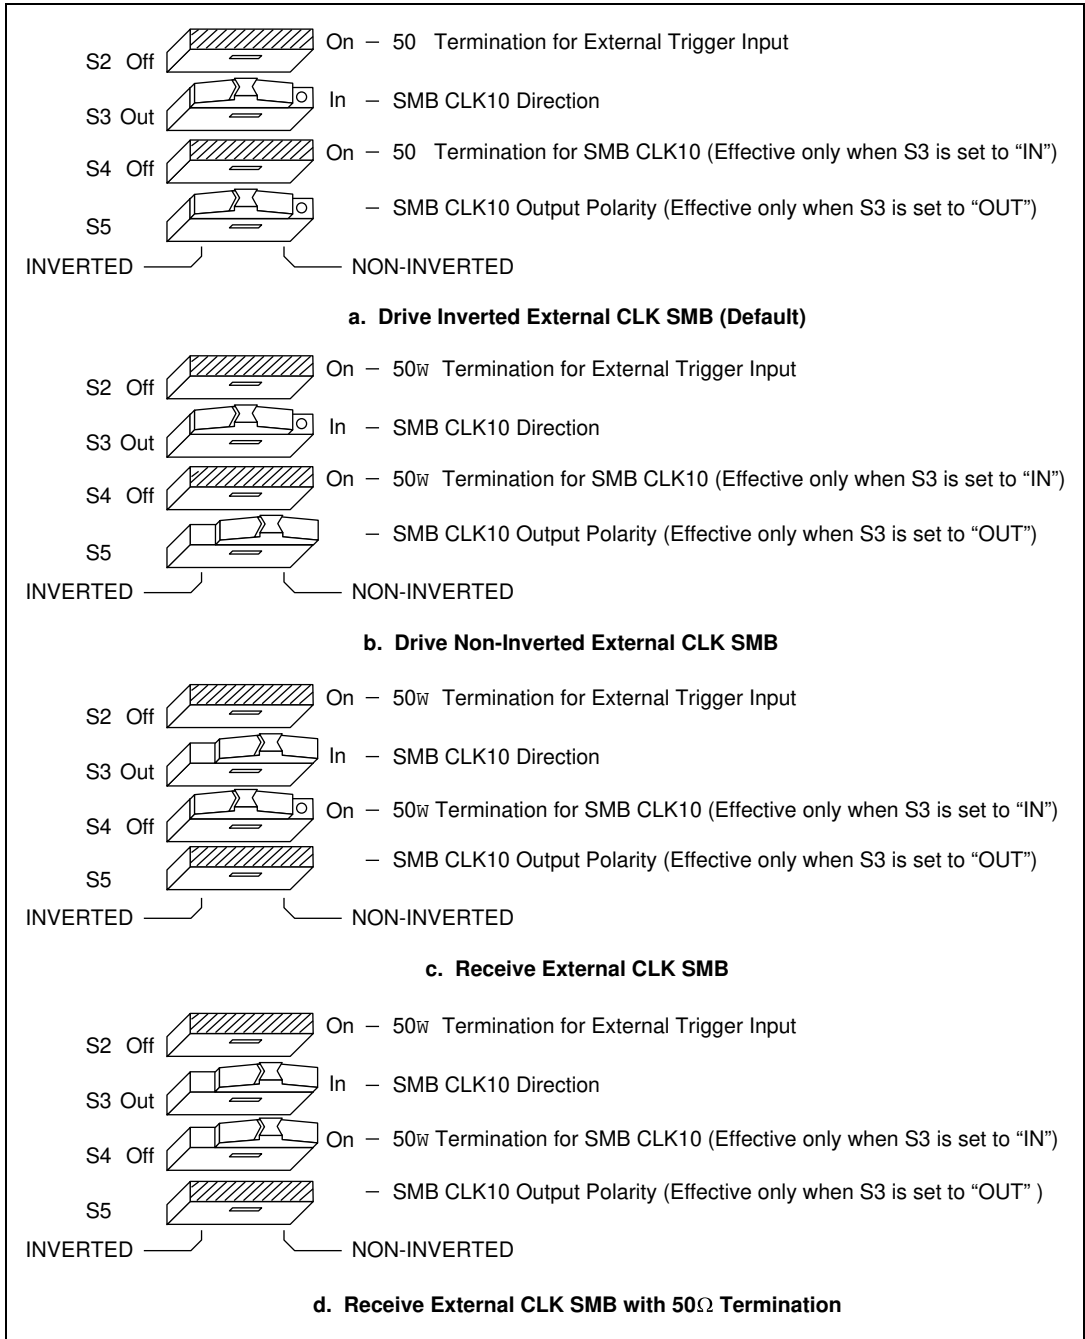 S2 Off On – 50 Termination for External Trigger Input
S3 Out In – SMB CLK10 Direction
S4 Off On – 50 Termination for SMB CLK10 (Effective only when S3 is set to “IN”)
S5 – SMB CLK10 Output Polarity (Effective only when S3 is set to “OUT”)
INVERTED NON-INVERTED
a. Drive Inverted External CLK SMB (Default)
S2 Off On – 50W Termination for External Trigger Input
S3 Out In – SMB CLK10 Direction
S4 Off On – 50W Termination for SMB CLK10 (Effective only when S3 is set to “IN”)
S5 – SMB CLK10 Output Polarity (Effective only when S3 is set to “OUT”)
INVERTED NON-INVERTED
b. Drive Non-Inverted External CLK SMB
S2 Off On – 50W Termination for External Trigger Input
S3 Out In – SMB CLK10 Direction
S4 Off On – 50W Termination for SMB CLK10 (Effective only when S3 is set to “IN”)
S5 – SMB CLK10 Output Polarity (Effective only when S3 is set to “OUT”)
INVERTED NON-INVERTED
c. Receive External CLK SMB
S2 Off On – 50W Termination for External Trigger Input
S3 Out In – SMB CLK10 Direction
S4 Off On – 50W Termination for SMB CLK10 (Effective only when S3 is set to “IN”)
S5 – SMB CLK10 Output Polarity (Effective only when S3 is set to “OUT” )
INVERTED NON-INVERTED
d. Receive External CLK SMB with 50Ω Termination